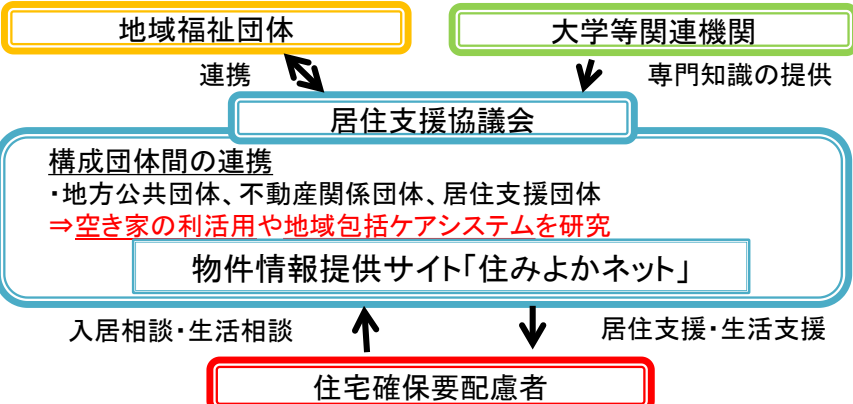 地域福祉団体
大学等関連機関
連携
専門知識の提供
居住支援協議会
構成団体間の連携
・地方公共団体、不動産関係団体、居住支援団体
⇒空き家の利活用や地域包括ケアシステムを研究
物件情報提供サイト「住みよかネット」
入居相談・生活相談
居住支援・生活支援
住宅確保要配慮者